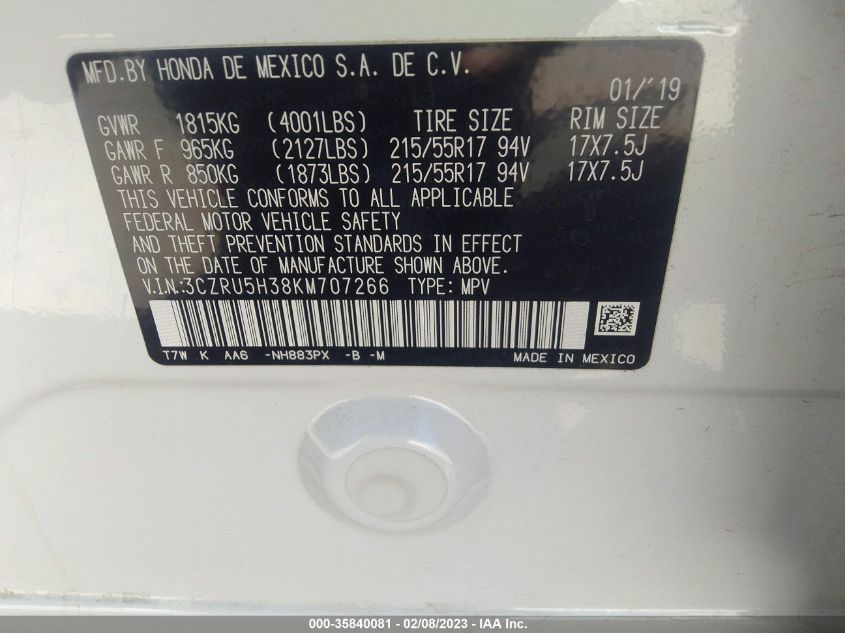 MFD.BY HONDA DE MEXICO S.A. DE C.V.
01/'19
GVWR 1815KG (4001LBS) TIRE SIZE RIM SIZE
GAWR F 965KG (2127LBS) 215/55R17 94V 17X7.5J
GAWR R 850KG (1873LBS) 215/55R17 94V 17X7.5J
THIS VEHICLE CONFORMS TO ALL APPLICABLE
FEDERAL MOTOR VEHICLE SAFETY
AND THEFT PREVENTION STANDARDS IN EFFECT
ON THE DATE OF MANUFACTURE SHOWN ABOVE.
V.I.N.:3CZRU5H38KM707266 TYPE: MPV
T7W K AA6 -NH883PX -B -M MADE IN MEXICO
000-35840081 - 02/08/2023 - IAA Inc.